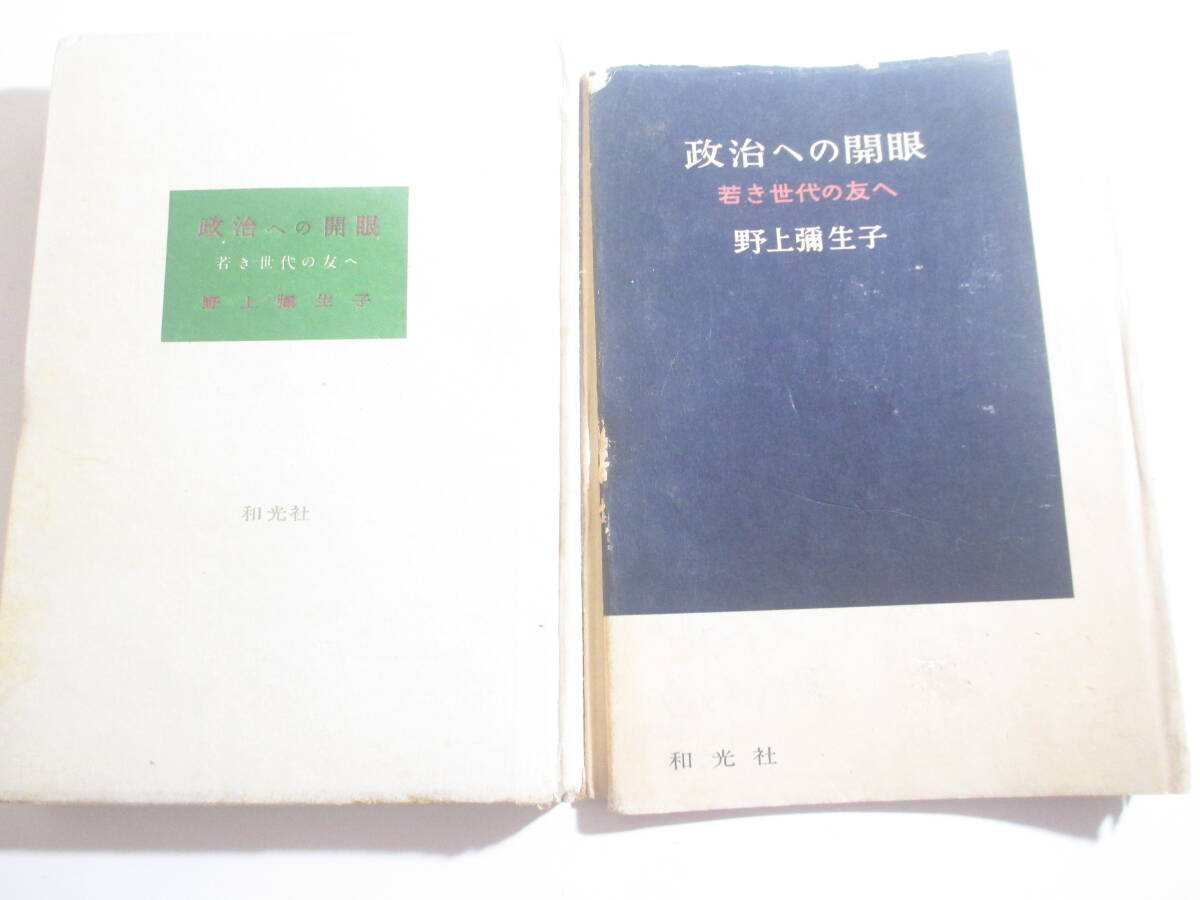 政治への開眼
若き世代の友へ
野上彌生子
和光社
政治への開眼
若き世代の友へ
野上彌生子
和光社